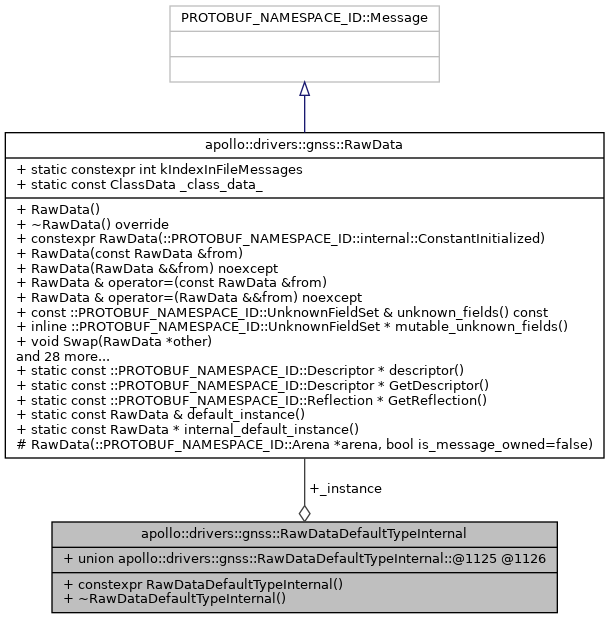 PROTOBUF_NAMESPACE_ID::Message
apollo::drivers::gnss::RawData
+ static constexpr int kIndexInFileMessages
+ static const ClassData _class_data_
+ RawData()
+ ~RawData() override
+ constexpr RawData(::PROTOBUF_NAMESPACE_ID::internal::ConstantInitialized)
+ RawData(const RawData &from)
+ RawData(RawData &&from) noexcept
+ RawData & operator=(const RawData &from)
+ RawData & operator=(RawData &&from) noexcept
+ const ::PROTOBUF_NAMESPACE_ID::UnknownFieldSet & unknown_fields() const
+ inline ::PROTOBUF_NAMESPACE_ID::UnknownFieldSet * mutable_unknown_fields()
+ void Swap(RawData *other)
and 28 more...
+ static const ::PROTOBUF_NAMESPACE_ID::Descriptor * descriptor()
+ static const ::PROTOBUF_NAMESPACE_ID::Descriptor * GetDescriptor()
+ static const ::PROTOBUF_NAMESPACE_ID::Reflection * GetReflection()
+ static const RawData & default_instance()
+ static const RawData * internal_default_instance()
# RawData(::PROTOBUF_NAMESPACE_ID::Arena *arena, bool is_message_owned=false)
+_instance
apollo::drivers::gnss::RawDataDefaultTypeInternal
+ union apollo::drivers::gnss::RawDataDefaultTypeInternal::@1125 @1126
+ constexpr RawDataDefaultTypeInternal()
+ ~RawDataDefaultTypeInternal()